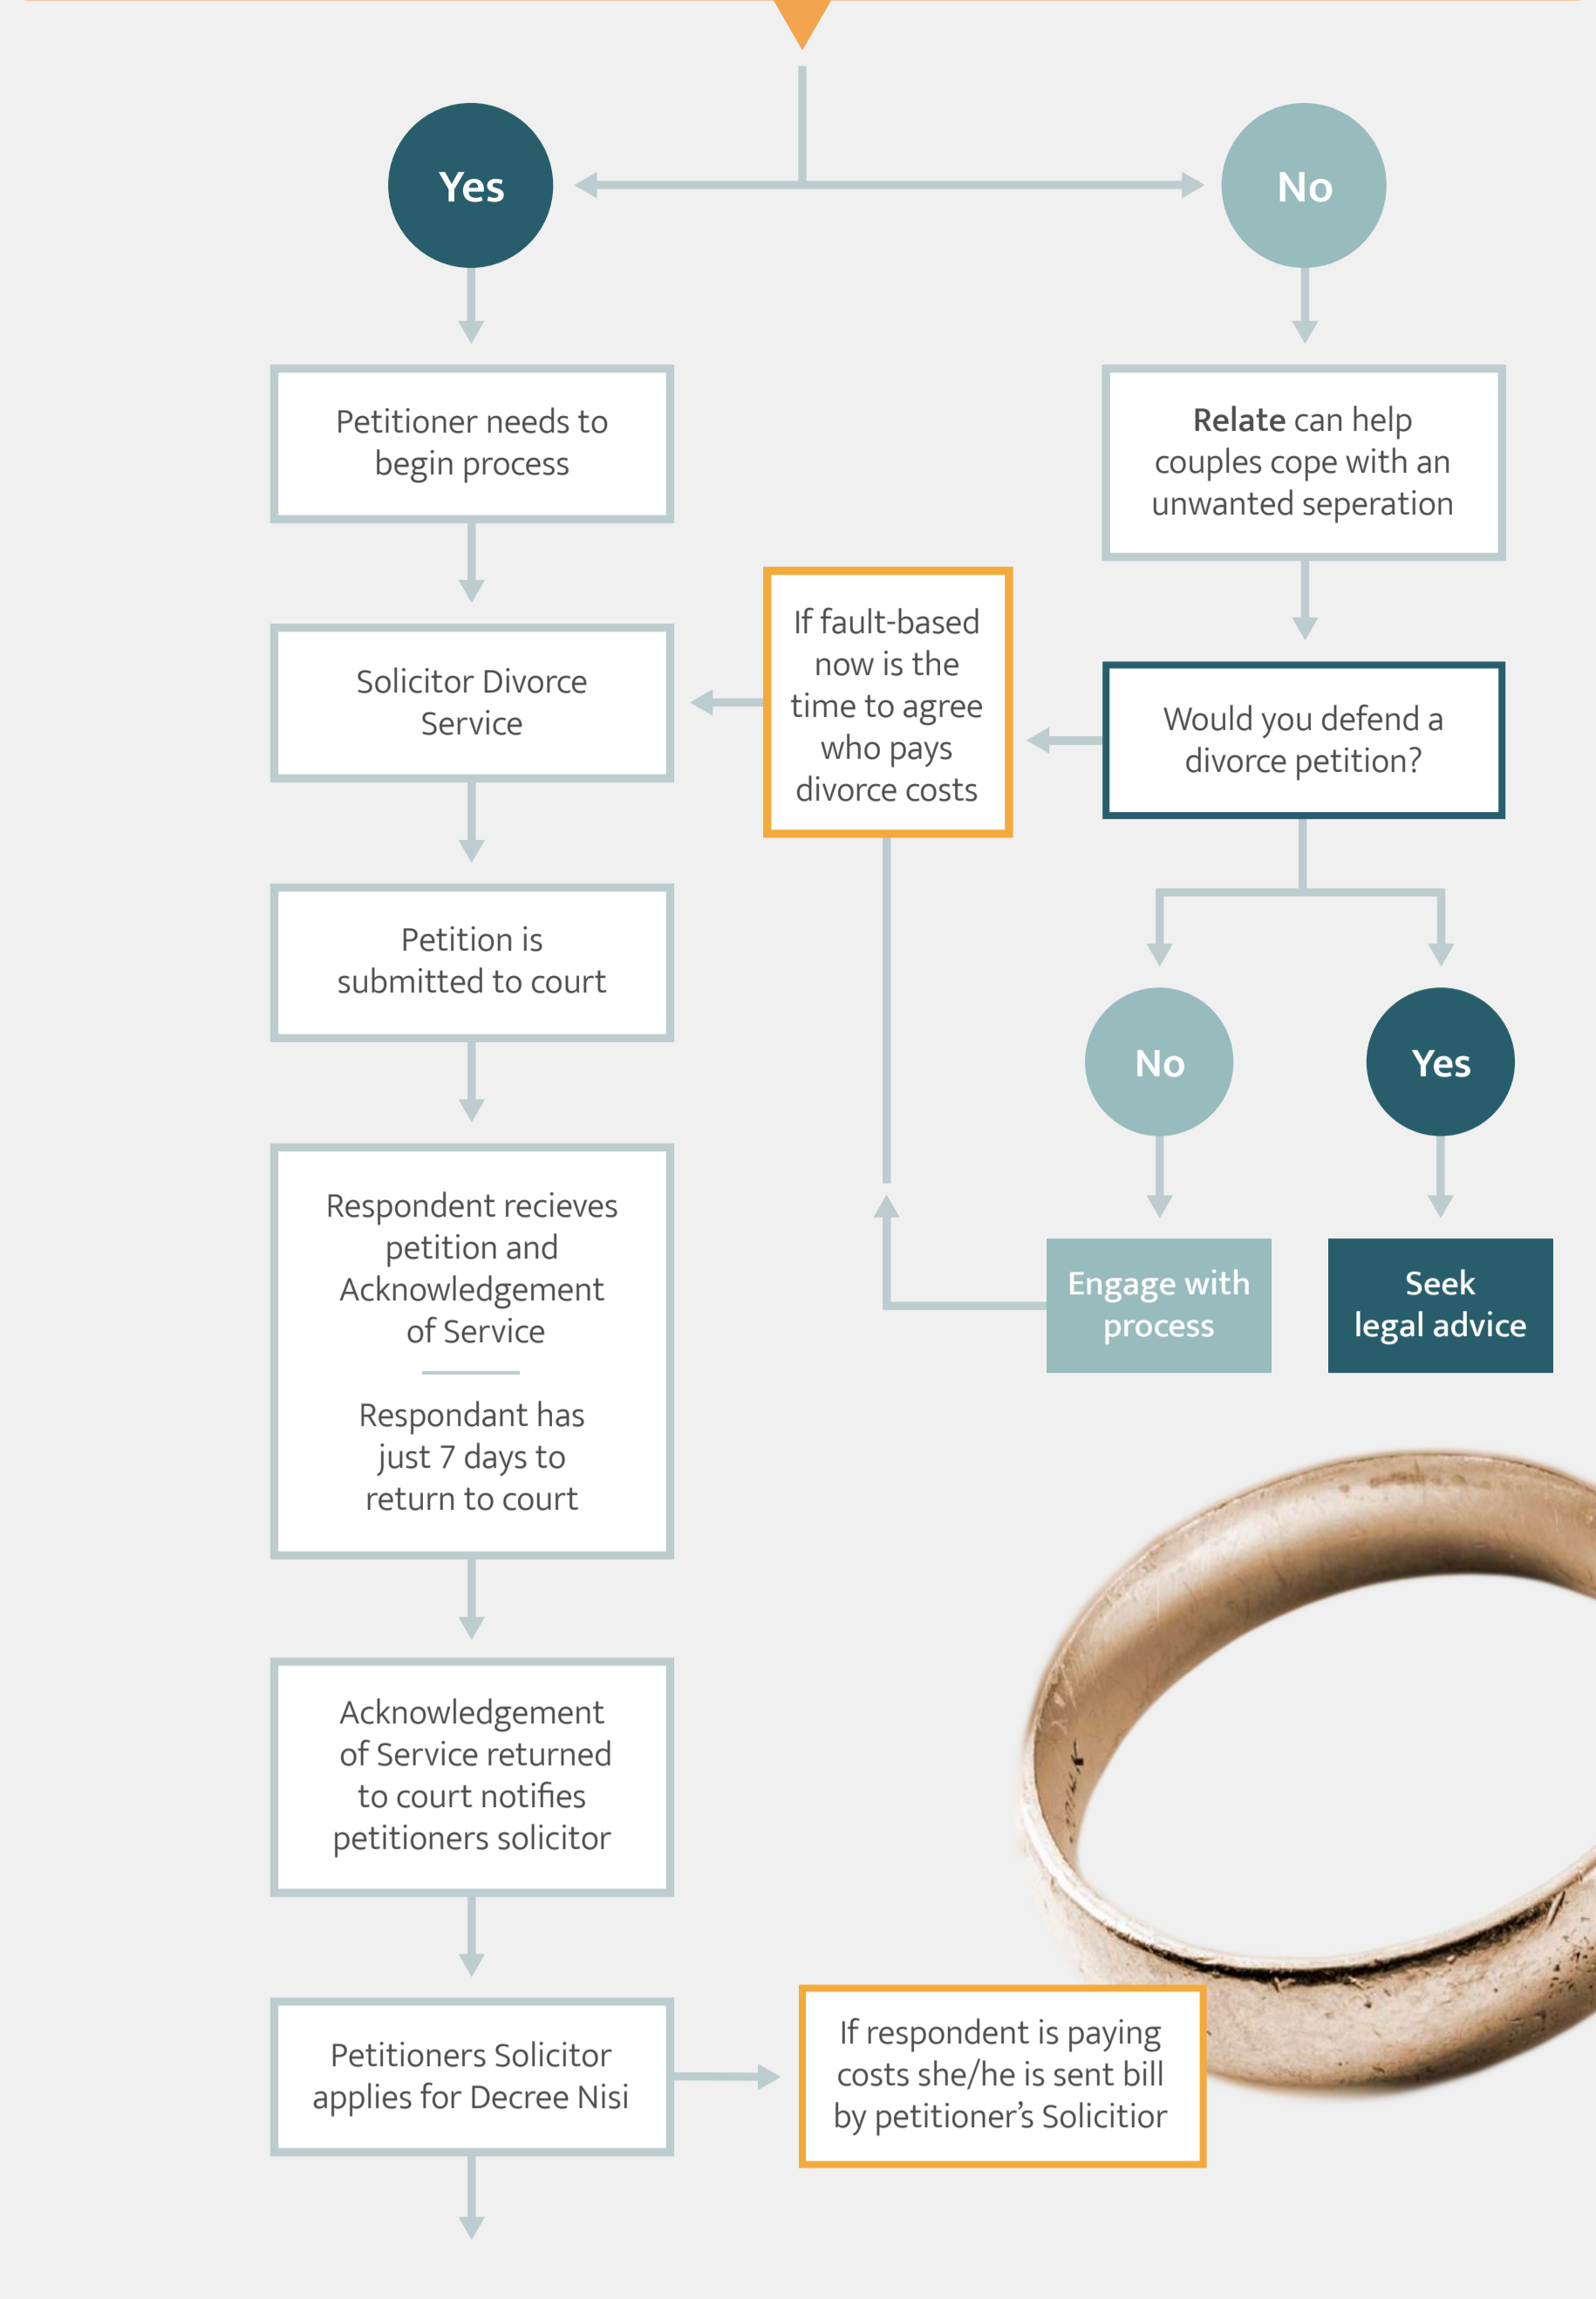 Yes
No
Petitioner needs to
begin process
Relate can help
couples cope with an
unwanted seperation
If fault-based
now is the
time to agree
who pays
divorce costs
Solicitor Divorce
Service
Would you defend a
divorce petition?
Petition is
submitted to court
No
Yes
Respondent recieves
petition and
Acknowledgement
of Service
Respondant has
just 7 days to
return to court
Engage with
process
Seek
legal advice
Acknowledgement
of Service returned
to court notifies
petitioners solicitor
Petitioners Solicitor
applies for Decree Nisi
If respondent is paying
costs she/he is sent bill
by petitioner’s Solicitior